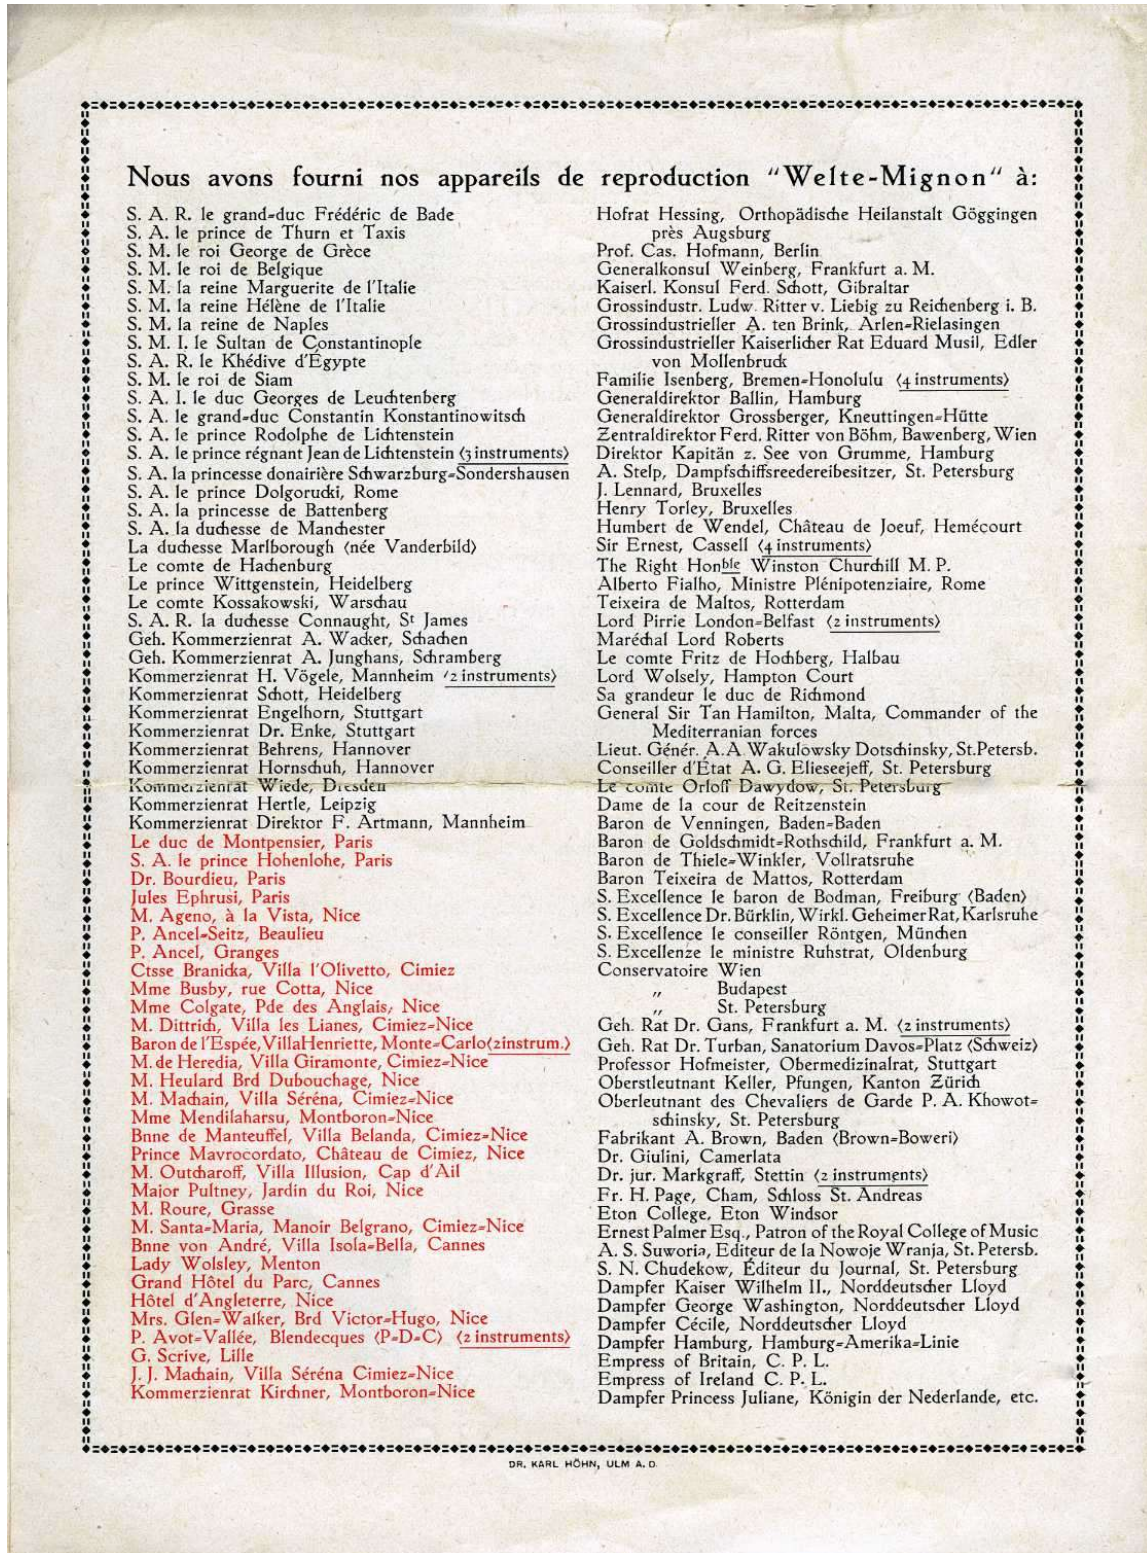 Nous avons fourni nos appareils de reproduction "Welte-Mignon" à:
S. A. R. le grand-duc Frédéric de Bade
S. A. le prince de Thurn et Taxis
S. M. le roi George de Grèce
S. M. le roi de Belgique
S. M. la reine Marguerite de l'Italie
S. M. la reine Hélène de l'Italie
S. M. la reine de Naples
S. M. I. le Sultan de Constantinople
S. A. R. le Khédive d'Égypte
S. M. le roi de Siam
S. A. I. le duc Georges de Leuchtenberg
S. A. le grand-duc Constantin Konstantinowitsch
S. A. le prince Rodolphe de Lichtenstein
S. A. le prince régnant Jean de Lichtenstein (3 instruments)
S. A. la princesse donairière Schwarzburg-Sondershausen
S. A. le prince Dolgorucki, Rome
S. A. la princesse de Battenberg
S. A. la duchesse de Manchester
La duchesse Marlborough (née Vanderbild)
Le comte de Hachenburg
Le prince Wittgenstein, Heidelberg
Le comte Kossakowski, Warschau
S. A. R. la duchesse Connaught, St James
Geh. Kommerzienrat A. Wacker, Schachen
Geh. Kommerzienrat A. Junghans, Schramberg
Kommerzienrat H. Vögele, Mannheim (2 instruments)
Kommerzienrat Schott, Heidelberg
Kommerzienrat Engelhorn, Stuttgart
Kommerzienrat Dr. Enke, Stuttgart
Kommerzienrat Behrens, Hannover
Kommerzienrat Hornschuh, Hannover
Kommerzienrat Wiede, Dresden
Kommerzienrat Hertle, Leipzig
Kommerzienrat Direktor F. Artmann, Mannheim
Le duc de Montpensier, Paris
S. A. le prince Hohenlohe, Paris
Dr. Bourdieu, Paris
Jules Ephrusi, Paris
M. Ageno, à la Vista, Nice
P. Ancel-Seitz, Beaulieu
P. Ancel, Granges
Ctsse Branicka, Villa l'Olivetto, Cimiez
Mme Busby, rue Cotta, Nice
Mme Colgate, Pde des Anglais, Nice
M. Dittrich, Villa les Lianes, Cimiez-Nice
Baron de l'Espée, Villa Henriette, Monte-Carlo (2 instrum.)
M. de Heredia, Villa Giramonte, Cimiez-Nice
M. Heulard Brd Dubouchage, Nice
M. Machain, Villa Séréna, Cimiez-Nice
Mme Mendilaharsu, Montboron-Nice
Bnne de Manteuffel, Villa Belanda, Cimiez-Nice
Prince Mavrocordato, Château de Cimiez, Nice
M. Outcharoff, Villa Illusion, Cap d'Ail
Major Pultney, Jardin du Roi, Nice
M. Roure, Grasse
M. Santa-Maria, Manoir Belgrano, Cimiez-Nice
Bnne von André, Villa Isola-Bella, Cannes
Lady Wolsley, Menton
Grand Hôtel du Parc, Cannes
Hôtel d'Angleterre, Nice
Mrs. Glen-Walker, Brd Victor-Hugo, Nice
P. Avot-Vallée, Blendecques (P-D-C) (2 instruments)
G. Scrive, Lille
J. J. Machain, Villa Séréna Cimiez-Nice
Kommerzienrat Kirchner, Montboron-Nice
Hofrat Hessing, Orthopädische Heilanstalt Göggingen
près Augsburg
Prof. Cas. Hofmann, Berlin
Generalkonsul Weinberg, Frankfurt a. M.
Kaiserl. Konsul Ferd. Schott, Gibraltar
Grossindustr. Ludw. Ritter v. Liebig zu Reichenberg i. B.
Grossindustrieller A. ten Brink, Arlen-Rielasingen
Grossindustrieller Kaiserlicher Rat Eduard Musil, Edler
von Mollenbruck
Familie Isenberg, Bremen-Honolulu (4 instruments)
Generaldirektor Ballin, Hamburg
Generaldirektor Grossberger, Kneuttingen-Hütte
Zentraldirektor Ferd. Ritter von Böhm, Bawenberg, Wien
Direktor Kapitän z. See von Grumme, Hamburg
A. Stelp, Dampfschiffsreedereibesitzer, St. Petersburg
J. Lennard, Bruxelles
Henry Torley, Bruxelles
Humbert de Wendel, Château de Joeuf, Hemécourt
Sir Ernest, Cassell (4 instruments)
The Right Honble Winston Churchill M. P.
Alberto Fialho, Ministre Plénipotenziaire, Rome
Teixeira de Maltos, Rotterdam
Lord Pirrie London-Belfast (2 instruments)
Maréchal Lord Roberts
Le comte Fritz de Hochberg, Halbau
Lord Wolsely, Hampton Court
Sa grandeur le duc de Richmond
General Sir Tan Hamilton, Malta, Commander of the
Mediterranian forces
Lieut. Génér. A. A. Wakulowsky Dotschinsky, St. Petersb.
Conseiller d'État A. G. Elieseejeff, St. Petersburg
Le comte Orloff Dawydow, St. Petersburg
Dame de la cour de Reitzenstein
Baron de Venningen, Baden-Baden
Baron de Goldschmidt-Rothschild, Frankfurt a. M.
Baron de Thiele-Winkler, Vollratsruhe
Baron Teixeira de Mattos, Rotterdam
S. Excellence le baron de Bodman, Freiburg (Baden)
S. Excellence Dr. Bürklin, Wirkl. Geheimer Rat, Karlsruhe
S. Excellence le conseiller Röntgen, München
S. Excellenze le ministre Ruhstrat, Oldenburg
Conservatoire Wien
" Budapest
" St. Petersburg
Geh. Rat Dr. Gans, Frankfurt a. M. (2 instruments)
Geh. Rat Dr. Turban, Sanatorium Davos-Platz (Schweiz)
Professor Hofmeister, Obermedizinalrat, Stuttgart
Oberstleutnant Keller, Pfungen, Kanton Zürich
Oberleutnant des Chevaliers de Garde P. A. Khowot-
schinsky, St. Petersburg
Fabrikant A. Brown, Baden (Brown-Boweri)
Dr. Giulini, Camerlata
Dr. jur. Markgraff, Stettin (2 instruments)
Fr. H. Page, Cham, Schloss St. Andreas
Eton College, Eton Windsor
Ernest Palmer Esq., Patron of the Royal College of Music
A. S. Suworia, Editeur de la Nowoje Wranja, St. Petersb.
S. N. Chudekow, Éditeur du Journal, St. Petersburg
Dampfer Kaiser Wilhelm II., Norddeutscher Lloyd
Dampfer George Washington, Norddeutscher Lloyd
Dampfer Cécile, Norddeutscher Lloyd
Dampfer Hamburg, Hamburg-Amerika-Linie
Empress of Britain, C. P. L.
Empress of Ireland C. P. L.
Dampfer Princess Juliane, Königin der Nederlande, etc.
DR. KARL HÖHN, ULM A. D.